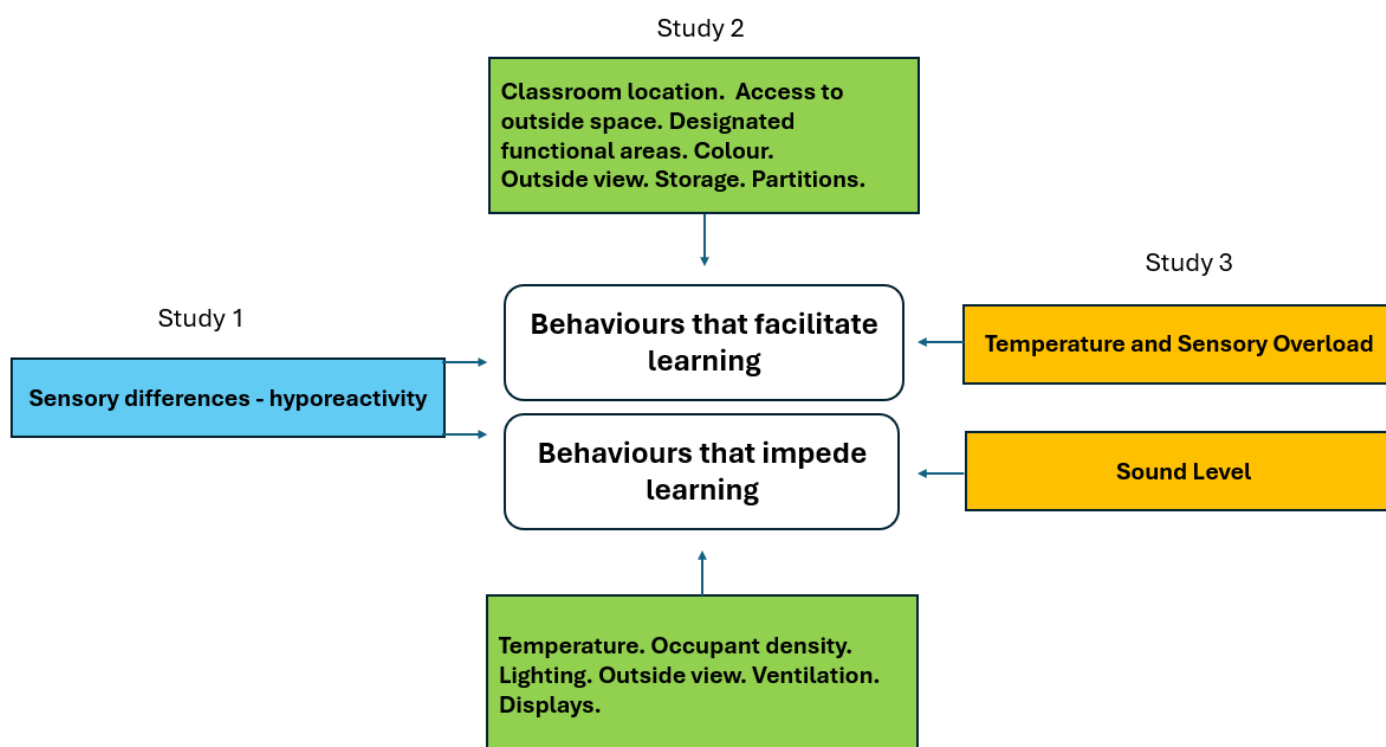 Study 2
Classroom location.  Access to
outside space. Designated
functional areas. Colour.
Outside view. Storage. Partitions.
Study 3
Study 1
Behaviours that facilitate
learning
Temperature and Sensory Overload
Sensory differences - hyporeactivity
Behaviours that impede
learning
Sound Level
Temperature. Occupant density.
Lighting. Outside view. Ventilation.
Displays.